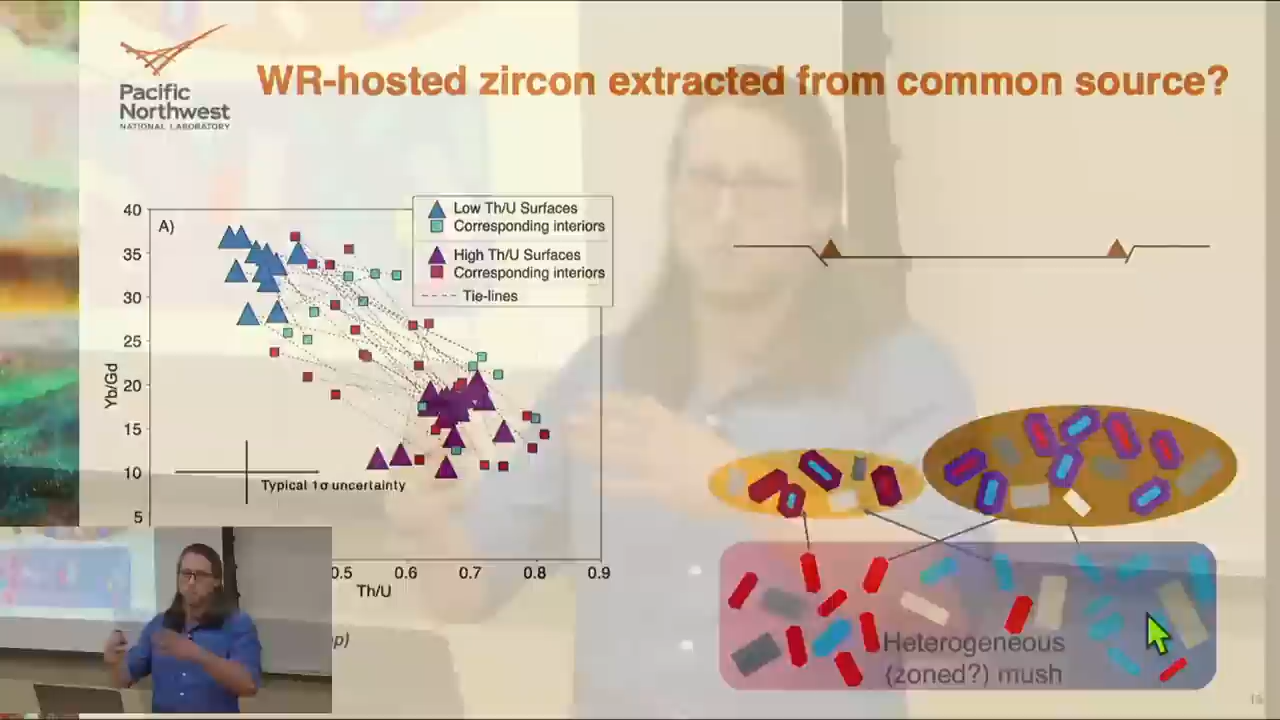 Pacific
Northwest
NATIONAL LABORATORY
WR-hosted zircon extracted from common source?
A)
Low Th/U Surfaces
Corresponding interiors
High Th/U Surfaces
Corresponding interiors
Tie-lines
40
35
30
25
20
15
10
5
Yb/Gd
Typical 1σ uncertainty
0.5
0.6
0.7
0.8
0.9
Th/U
Heterogeneous
(zoned?) mush